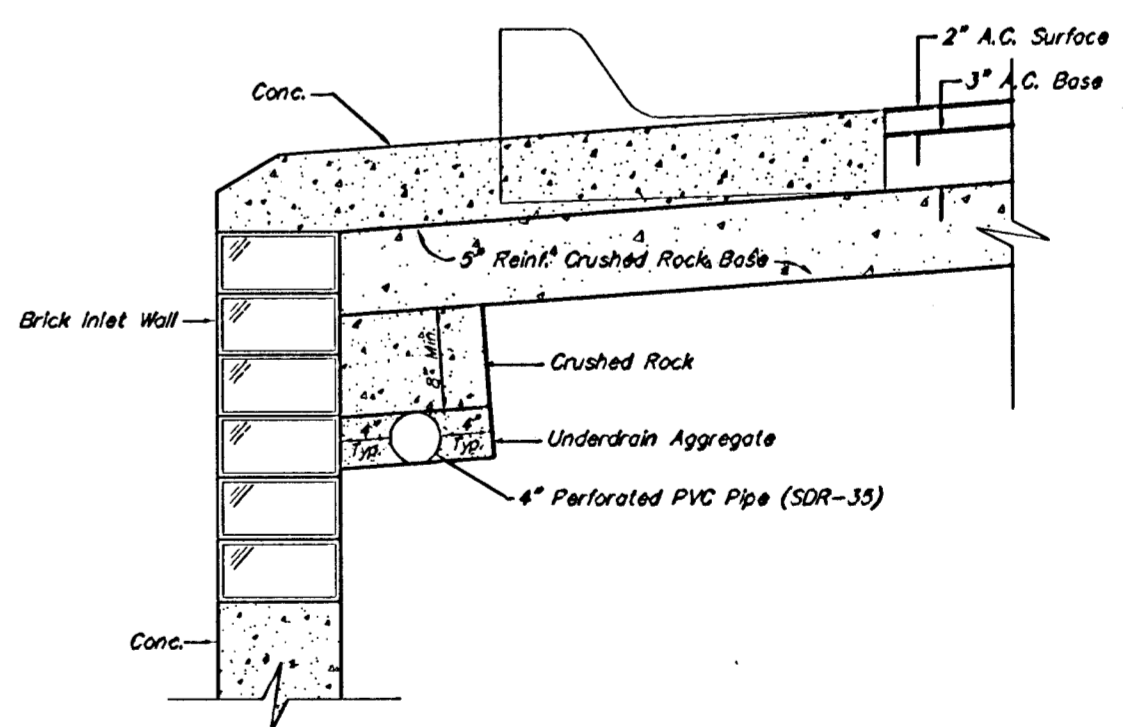 2" A.C. Surface
3" A.C. Base
Conc.
5" Reinf. Crushed Rock Base
Brick Inlet Wall
8" Min.
Crushed Rock
4" Typ.
4" Typ.
Underdrain Aggregate
4" Perforated PVC Pipe (SDR-35)
Conc.